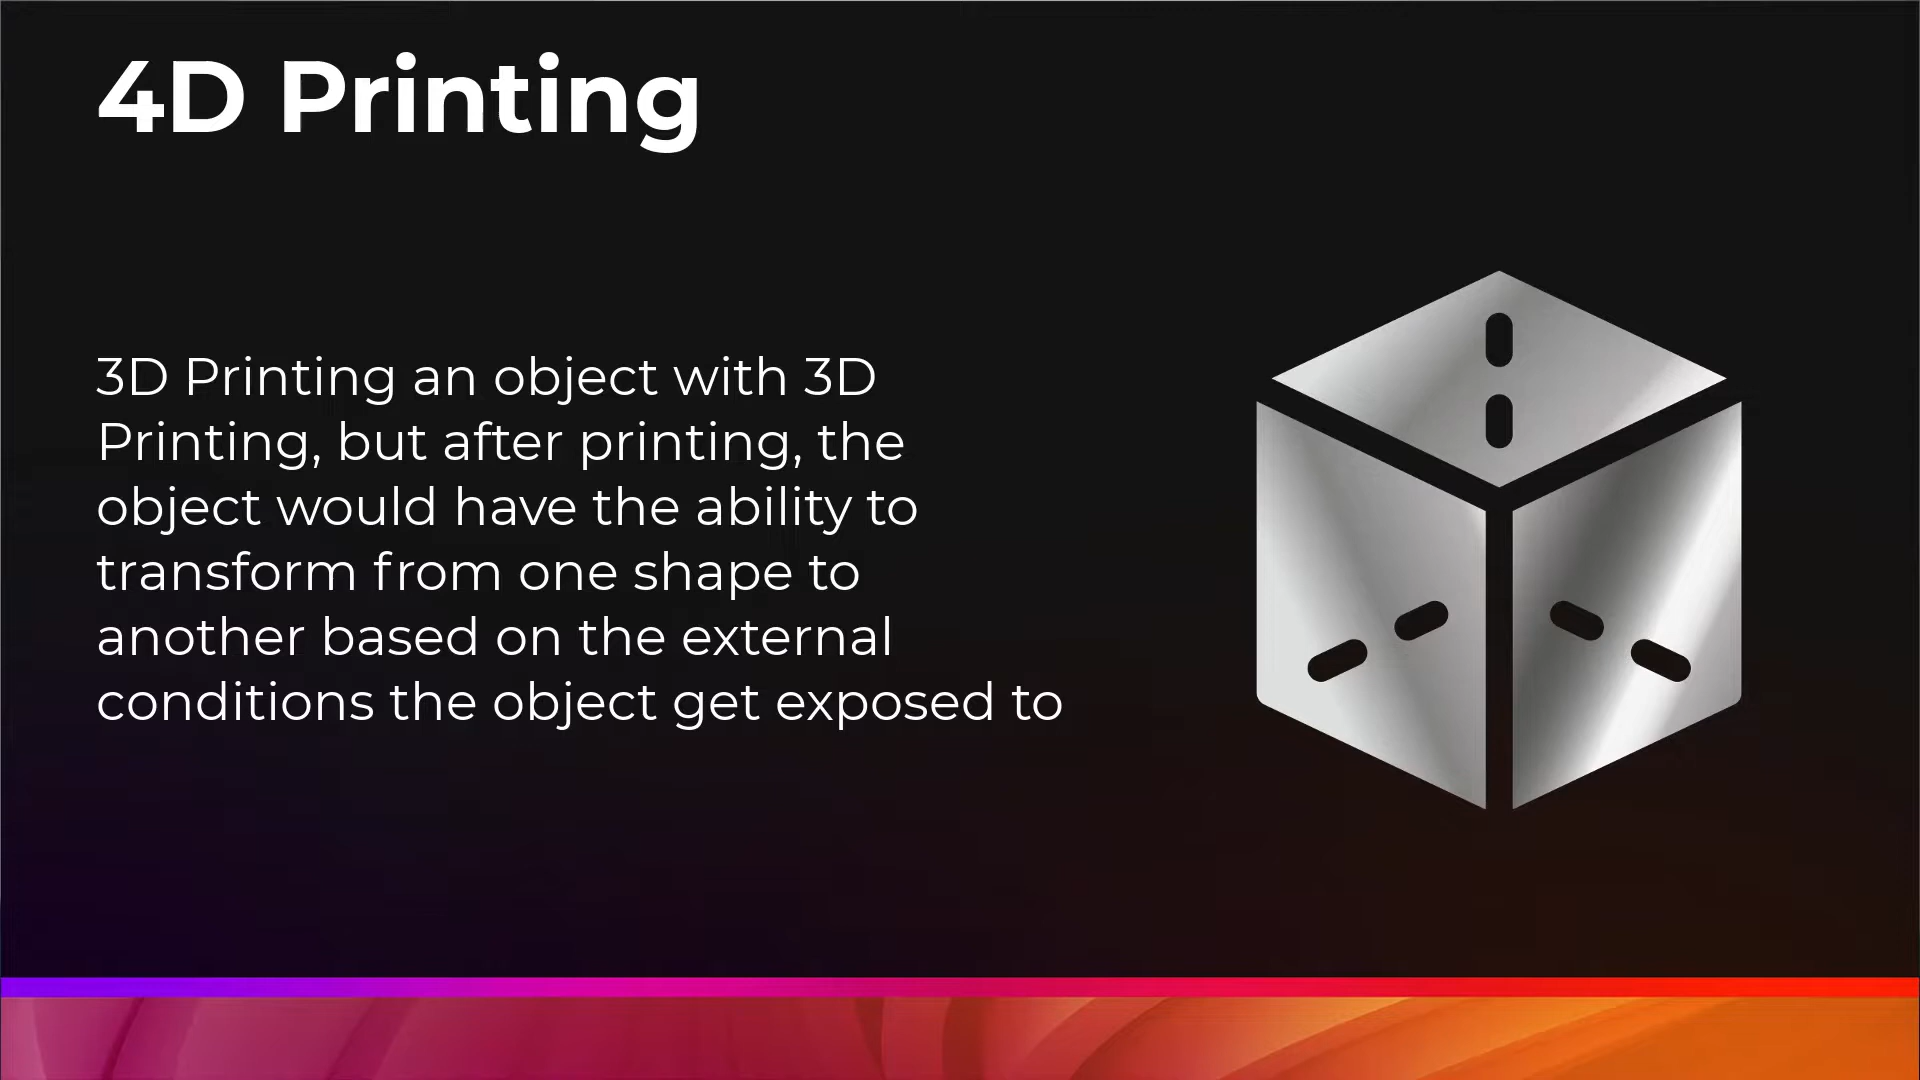 4D Printing
3D Printing an object with 3D
Printing, but after printing, the
object would have the ability to
transform from one shape to
another based on the external
conditions the object get exposed to